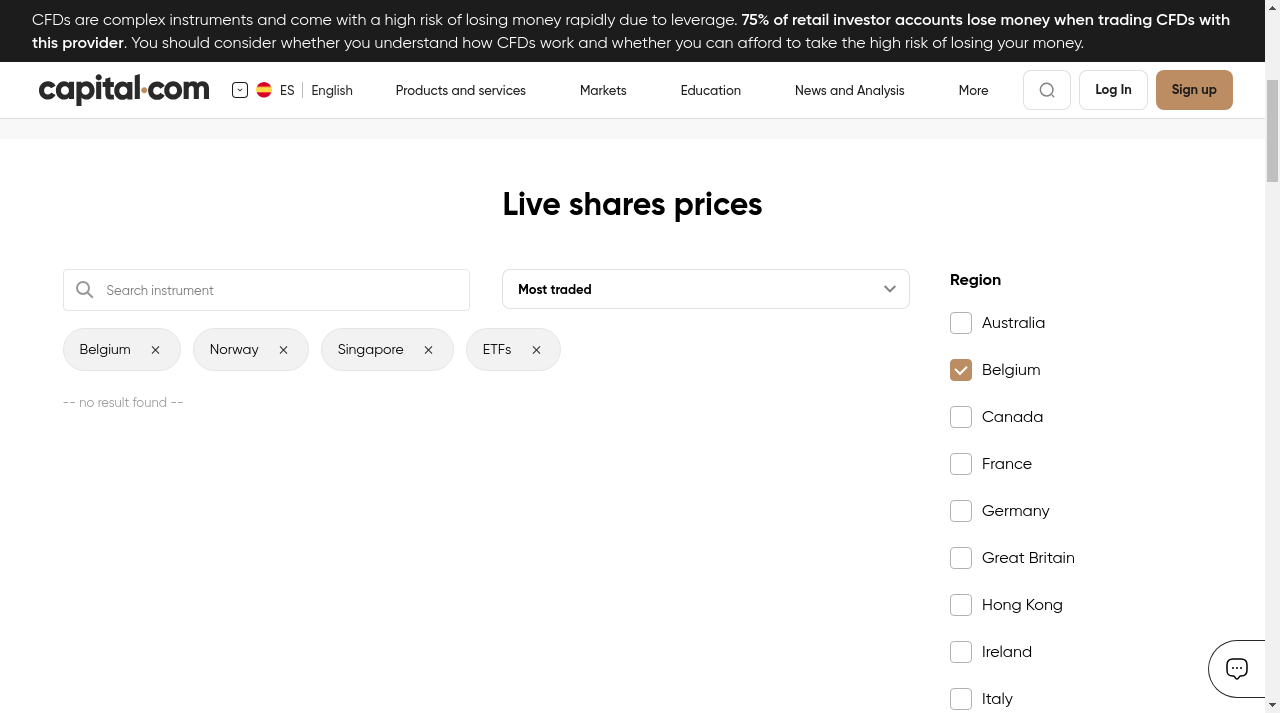 CFDs are complex instruments and come with a high risk of losing money rapidly due to leverage. 75% of retail investor accounts lose money when trading CFDs with
this provider. You should consider whether you understand how CFDs work and whether you can afford to take the high risk of losing your money.
capital.com
ES
English
Products and services
Markets
Education
News and Analysis
More
Log In
Sign up
Live shares prices
Search instrument
Most traded
Belgium
Norway
Singapore
ETFs
-- no result found --
Region
Australia
Belgium
Canada
France
Germany
Great Britain
Hong Kong
Ireland
Italy